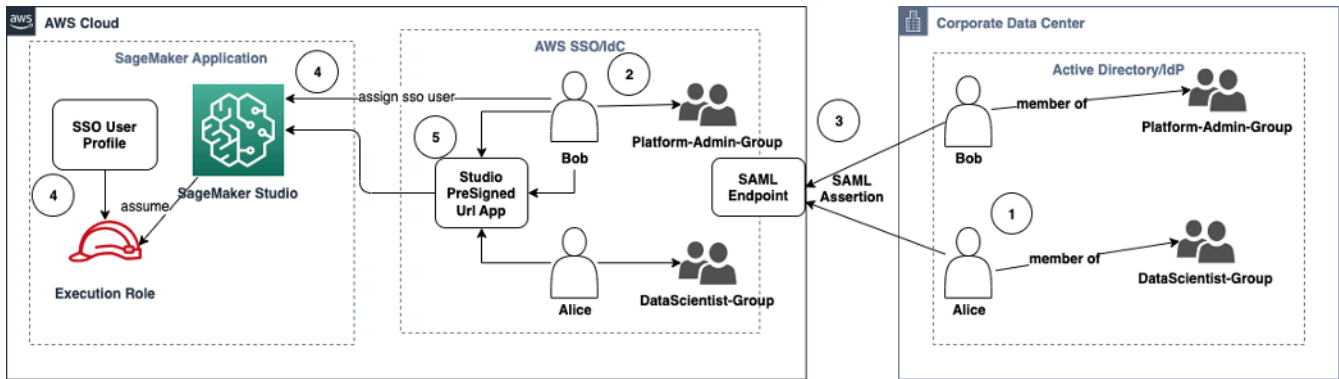 aws
AWS Cloud
Corporate Data Center
SageMaker Application
AWS SSO/IdC
Active Directory/IdP
4
2
assign sso user
member of
SSO User
Profile
3
Platform-Admin-Group
5
Bob
Platform-Admin-Group
Bob
Studio
PreSigned
Url App
SAML
Endpoint
SAML
Assertion
SageMaker Studio
4
assume
1
member of
DataScientist-Group
Execution Role
Alice
DataScientist-Group
Alice